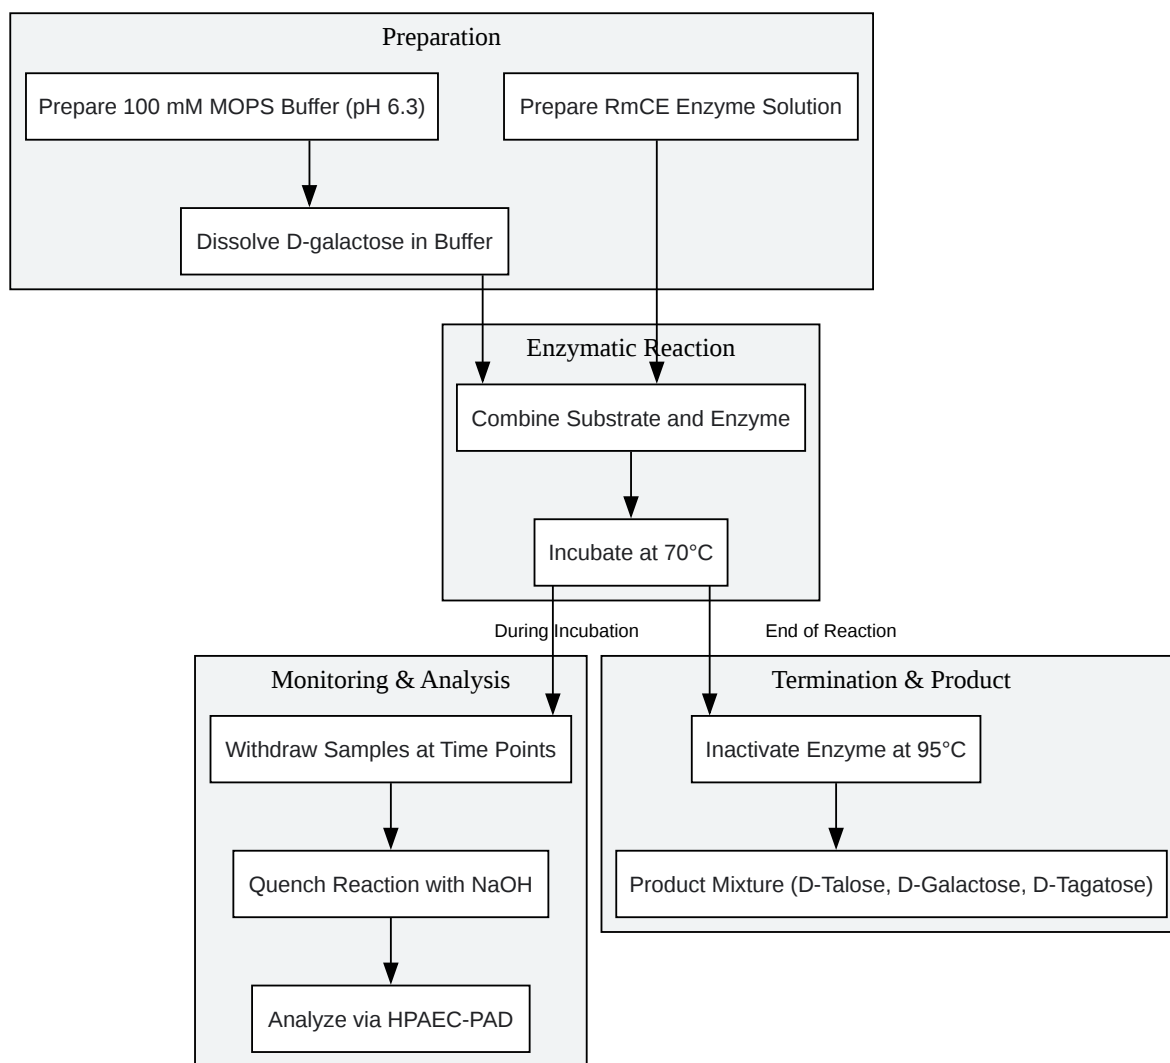 Preparation
Prepare 100 mM MOPS Buffer (pH 6.3)
Prepare RmCE Enzyme Solution
Dissolve D-galactose in Buffer
Enzymatic Reaction
Combine Substrate and Enzyme
Incubate at 70°C
During Incubation
End of Reaction
Monitoring & Analysis
Withdraw Samples at Time Points
Quench Reaction with NaOH
Analyze via HPAEC-PAD
Termination & Product
Inactivate Enzyme at 95°C
Product Mixture (D-Talose, D-Galactose, D-Tagatose)